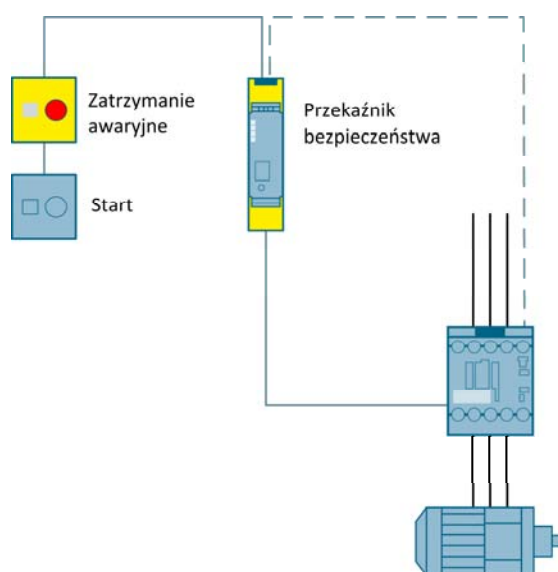 Zatrzymanie
awaryjne
Przekaźnik
bezpieczeństwa
Start